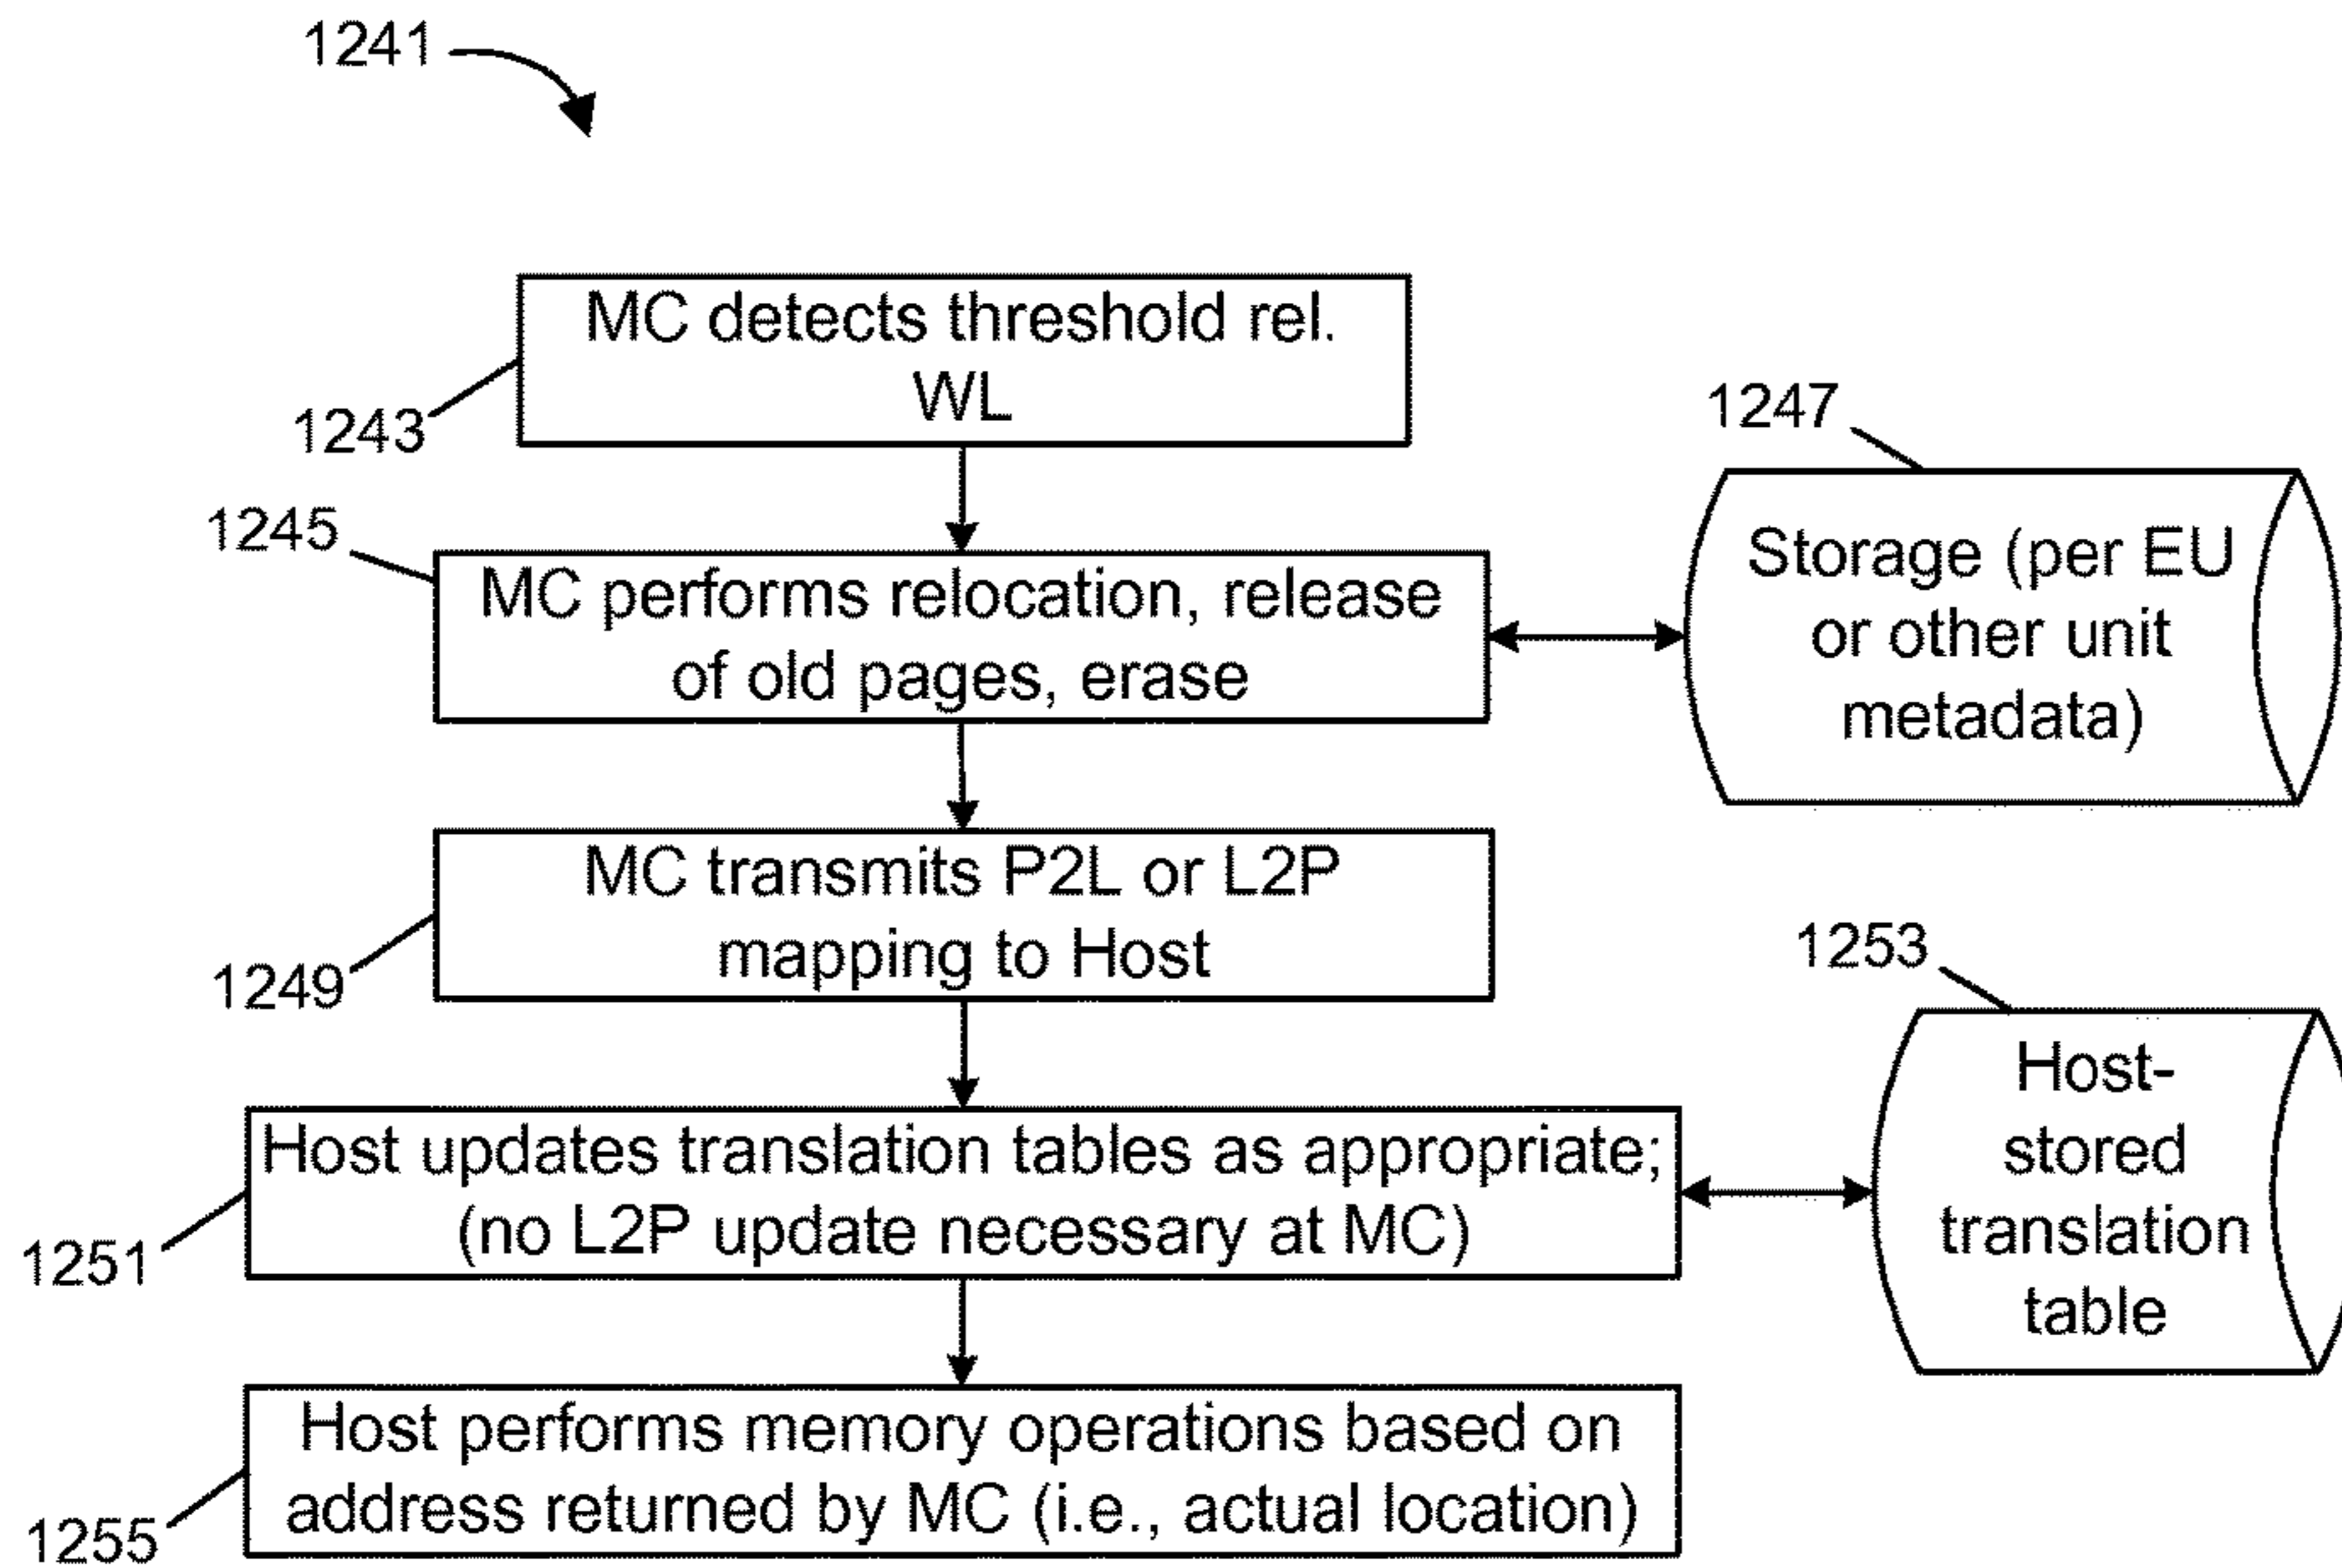 1241
MC detects threshold rel.
WL
1243
1247
1245
MC performs relocation, release
of old pages, erase
Storage (per EU
or other unit
metadata)
MC transmits P2L or L2P
mapping to Host
1249
1253
Host updates translation tables as appropriate;
(no L2P update necessary at MC)
1251
Host-
stored
translation
table
Host performs memory operations based on
address returned by MC (i.e., actual location)
1255